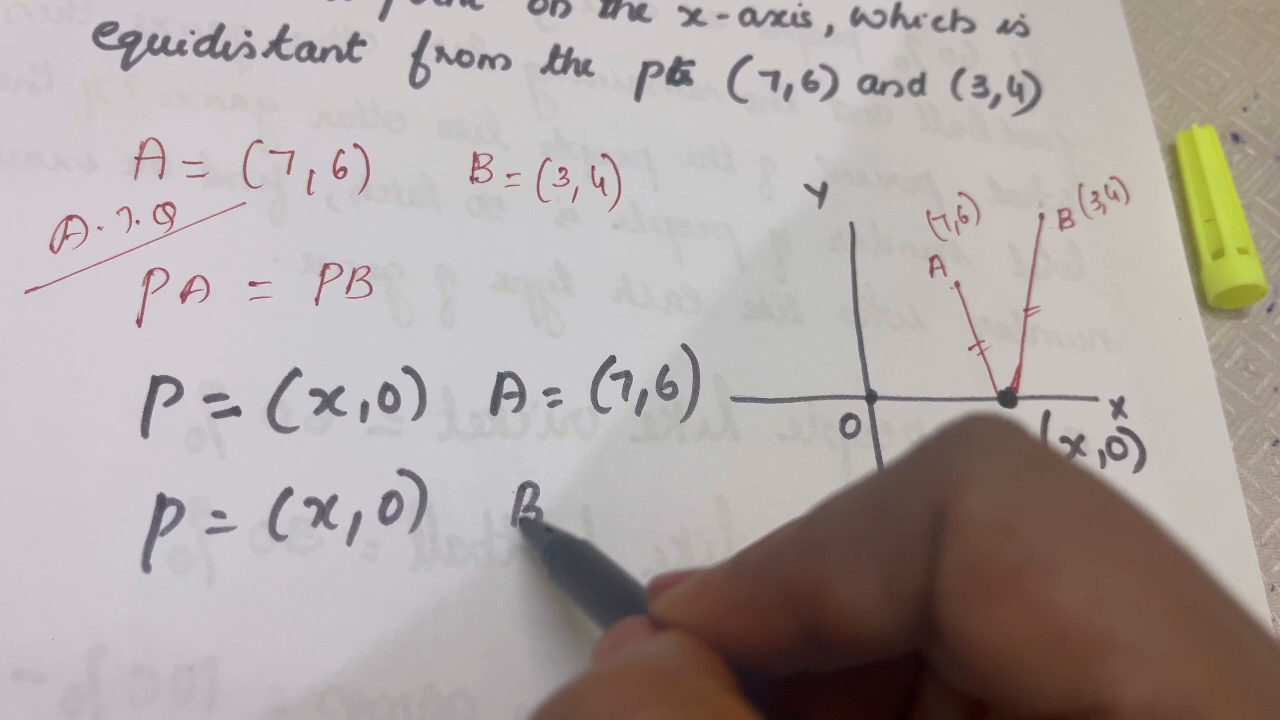 on the x-axis, which is
equidistant from the pts (7,6) and (3,4)
A = (7,6) B = (3,4)
A.T.Q
PA = PB
P = (x,0) A = (7,6)
P = (x,0) B
Y
(7,6)
A
B (3,4)
O
X
(x,0)